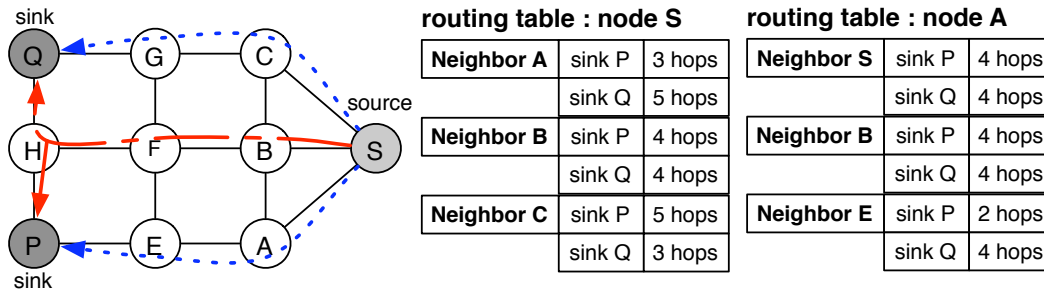 sink
Q
G
C
source
H
F
B
S
P
E
A
sink
routing table : node S
Neighbor A sink P 3 hops
sink Q 5 hops
Neighbor B sink P 4 hops
sink Q 4 hops
Neighbor C sink P 5 hops
sink Q 3 hops
routing table : node A
Neighbor S sink P 4 hops
sink Q 4 hops
Neighbor B sink P 4 hops
sink Q 4 hops
Neighbor E sink P 2 hops
sink Q 4 hops